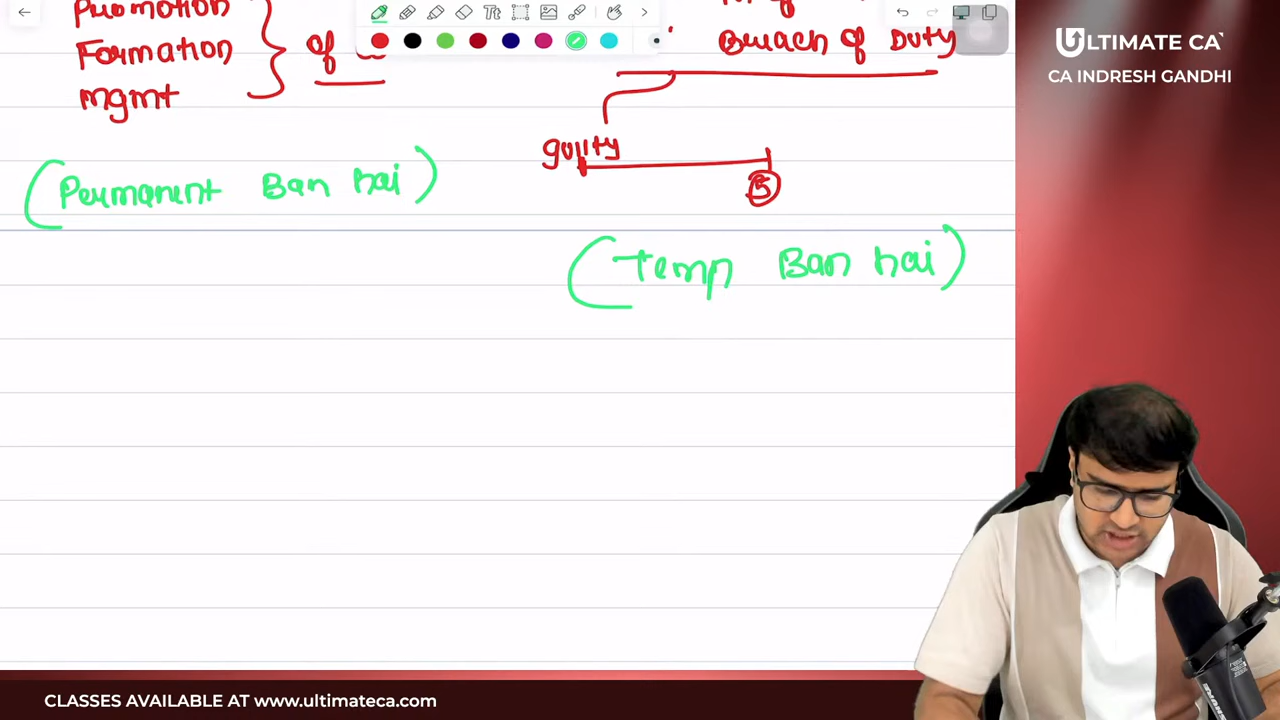 Promotion
Formation
mgmt
of
Breach of Duty
guilty
5
(Permanent Ban hai)
(Temp Ban hai)
Tt
ULTIMATE CA
CA INDRESH GANDHI
CLASSES AVAILABLE AT www.ultimateca.com